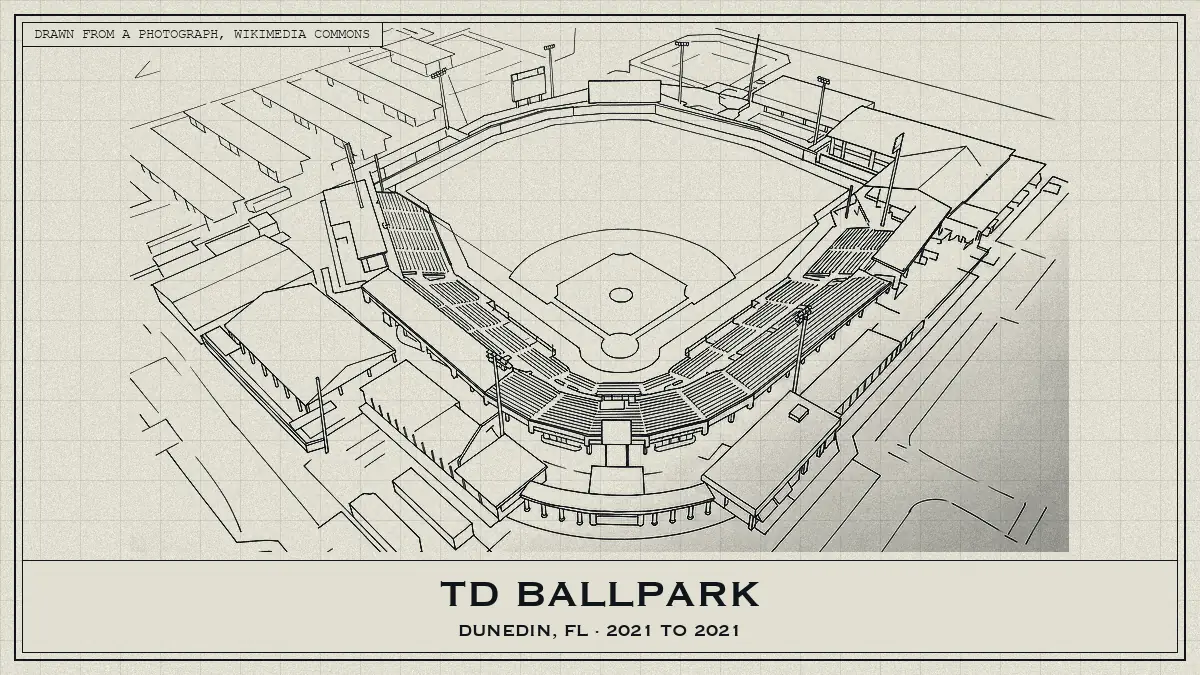 DRAWN FROM A PHOTOGRAPH, WIKIMEDIA COMMONS
TD BALLPARK
DUNEDIN, FL · 2021 TO 2021